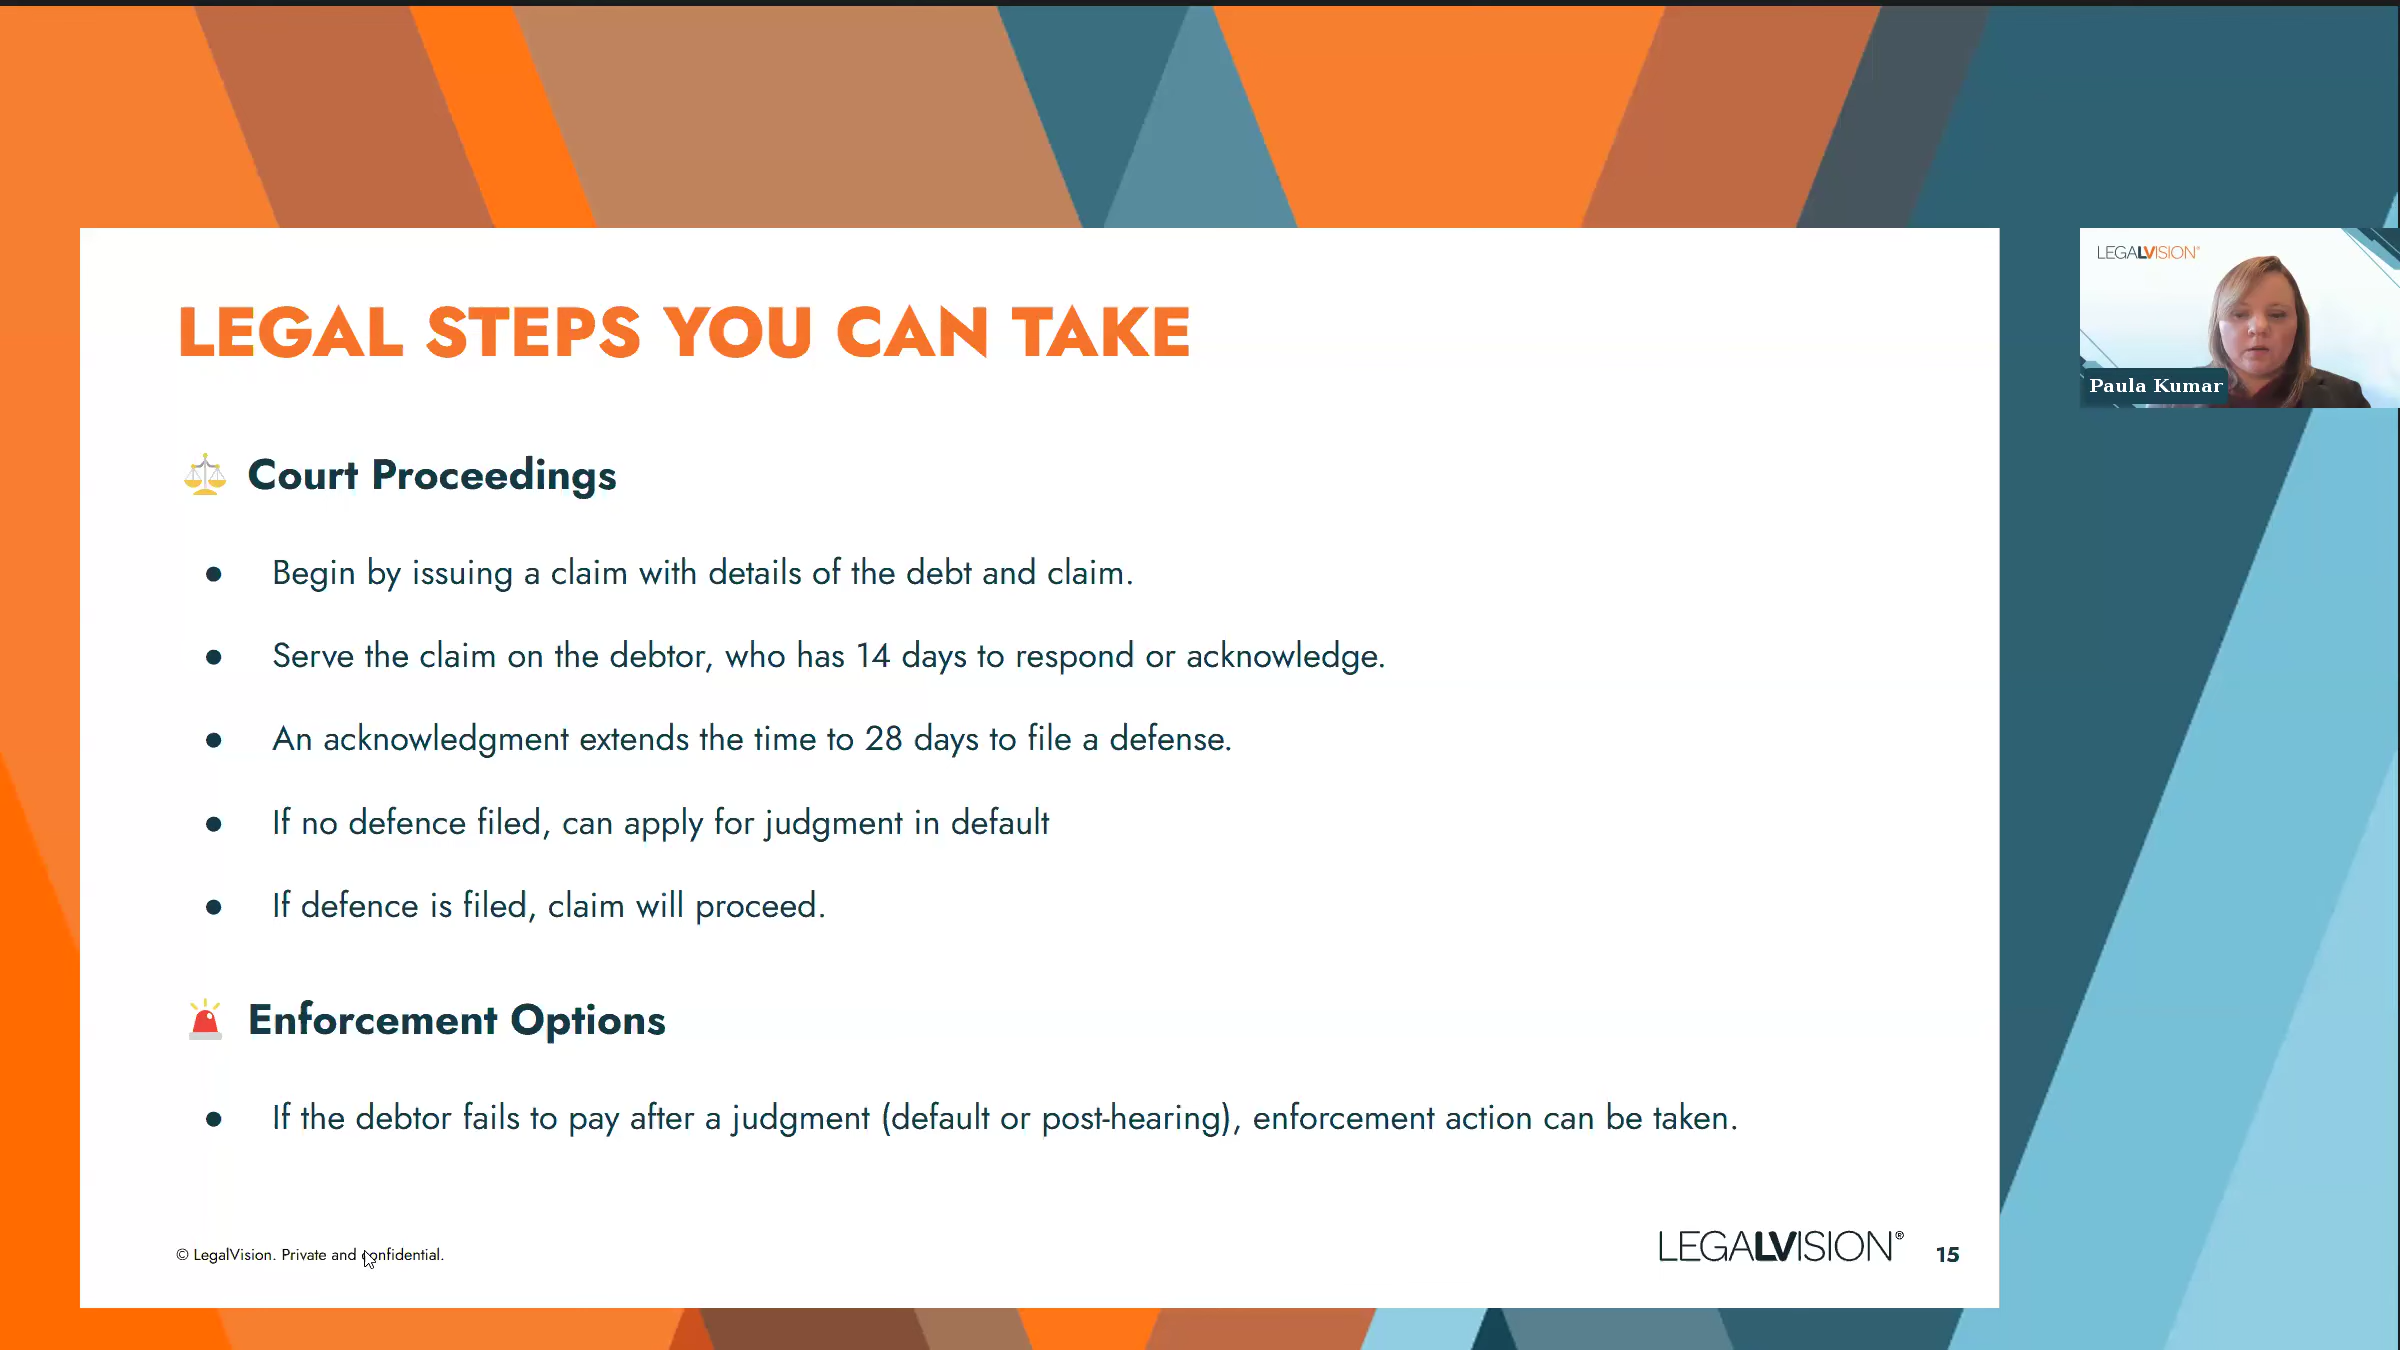 LEGAL STEPS YOU CAN TAKE
LEGALVISION®
Paula Kumar
Court Proceedings
● Begin by issuing a claim with details of the debt and claim.
● Serve the claim on the debtor, who has 14 days to respond or acknowledge.
● An acknowledgment extends the time to 28 days to file a defense.
● If no defence filed, can apply for judgment in default
● If defence is filed, claim will proceed.
Enforcement Options
● If the debtor fails to pay after a judgment (default or post-hearing), enforcement action can be taken.
© LegalVision. Private and confidential.
LEGALVISION®
15